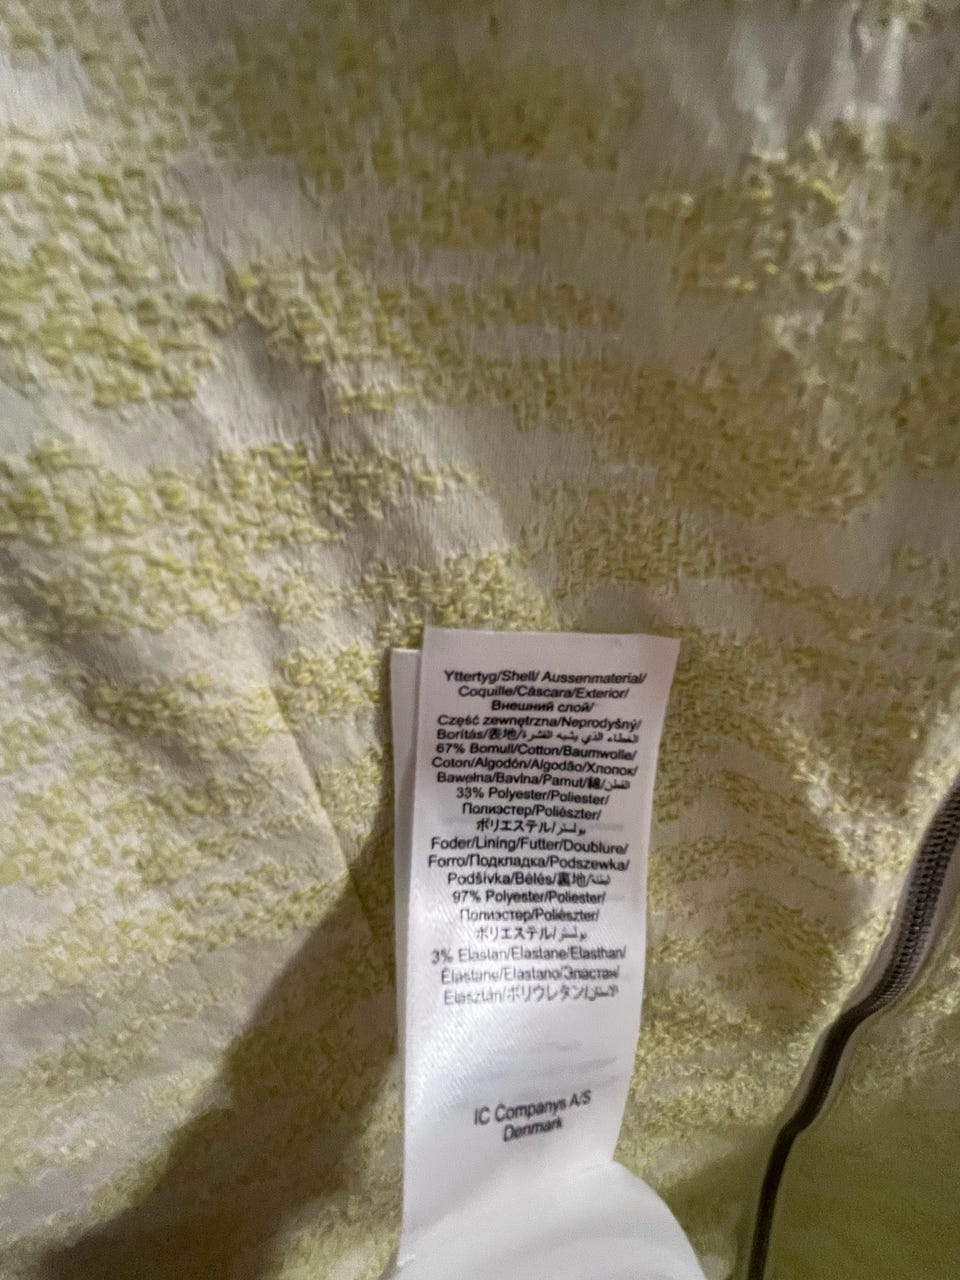 Yttertyg/Shell/ Aussenmaterial/
Coquille/Cáscara/Exterior/
Внешний слой/
Część zewnętrzna/Neprodyšný/
Borítás/表地/الغطاء الذي يشبه القشرة
67% Bomull/Cotton/Baumwolle/
Coton/Algodón/Algodão/Хлопок/
Bawełna/Bavlna/Pamut/綿/القطن
33% Polyester/Poliester/
Полиэстер/Poliészter/
ポリエステル/بولستر
Foder/Lining/Futter/Doublure/
Forro/Подкладка/Podszewka/
Podšívka/Bélés/裏地/
97% Polyester/Poliester/
Полиэстер/Poliészter/
ポリエステル/بولستر
3% Elastan/Elastane/Elasthan/
Élastane/Elastano/Эластан/
Elasztán/ポリウレタン/
IC Companys A/S
Denmark